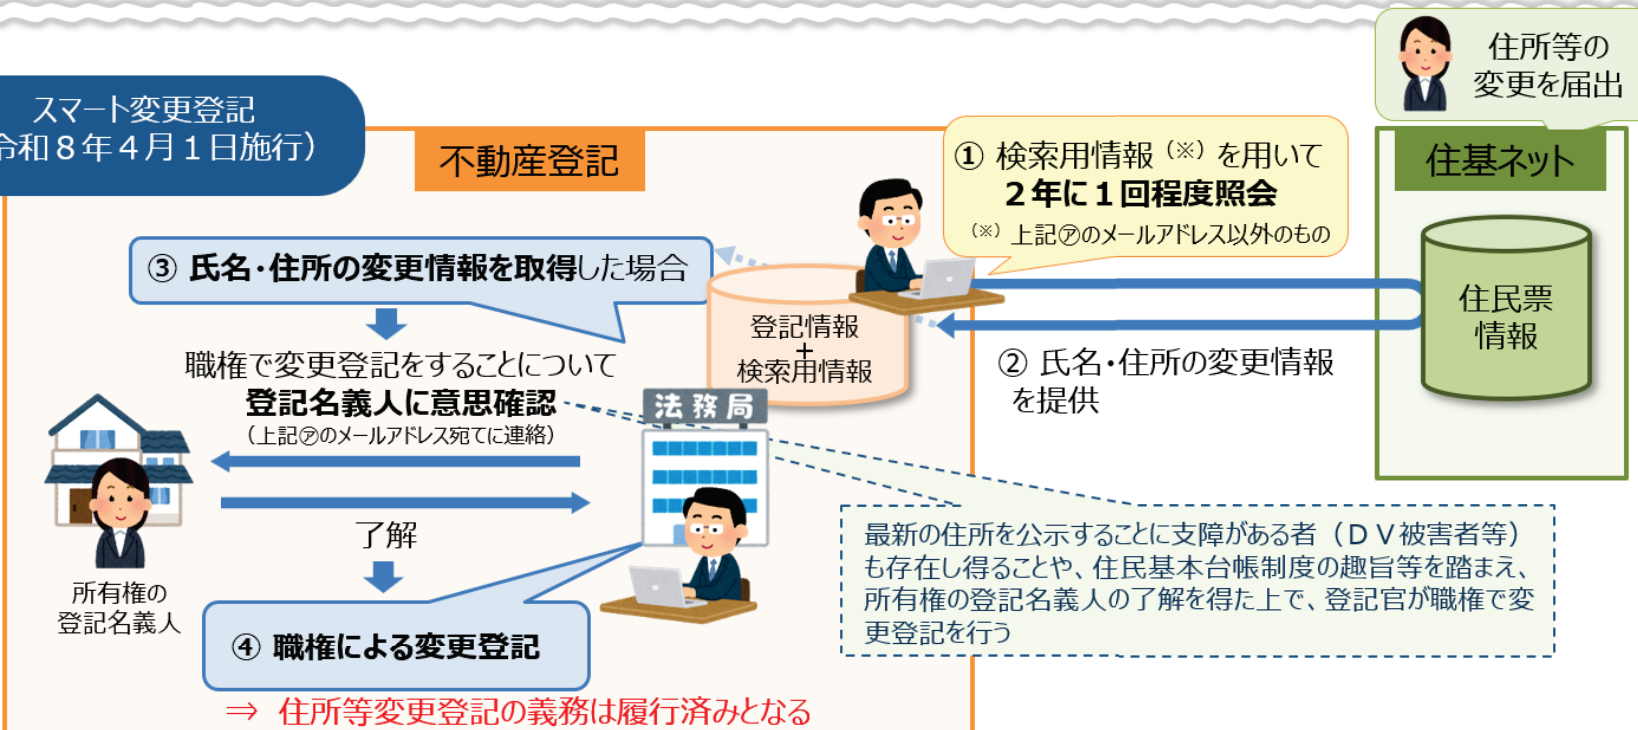 住所等の
変更を届出
スマート変更登記
令和８年４月１日施行）
不動産登記
① 検索用情報（※）を用いて
２年に１回程度照会
（※）上記㋐のメールアドレス以外のもの
住基ネット
③ 氏名・住所の変更情報を取得した場合
登記情報
+
検索用情報
住民票
情報
② 氏名・住所の変更情報
を提供
職権で変更登記をすることについて
登記名義人に意思確認
（上記㋐のメールアドレス宛てに連絡）
法務局
了解
所有権の
登記名義人
最新の住所を公示することに支障がある者（ＤＶ被害者等）
も存在し得ることや、住民基本台帳制度の趣旨等を踏まえ、
所有権の登記名義人の了解を得た上で、登記官が職権で変
更登記を行う
④ 職権による変更登記
⇒ 住所等変更登記の義務は履行済みとなる